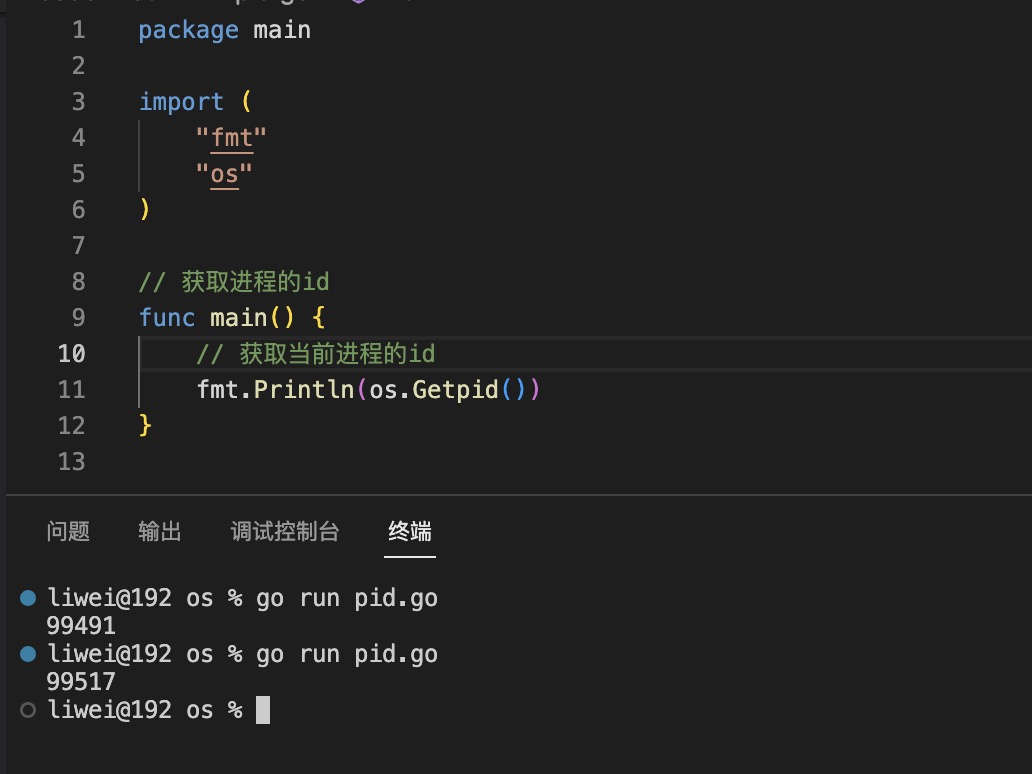 1 package main
2
3 import (
4 "fmt"
5 "os"
6 )
7
8 // 获取进程的id
9 func main() {
10 // 获取当前进程的id
11 fmt.Println(os.Getpid())
12 }
13
问题 输出 调试控制台 终端
liwei@192 os % go run pid.go
99491
liwei@192 os % go run pid.go
99517
liwei@192 os %